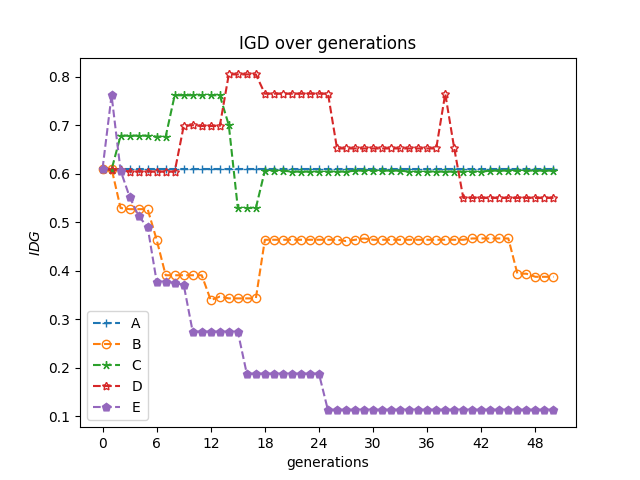 IGD over generations
0.8
0.7
0.6
0.5
0.4
0.3
0.2
0.1
IDG
A
B
C
D
E
0 6 12 18 24 30 36 42 48
generations